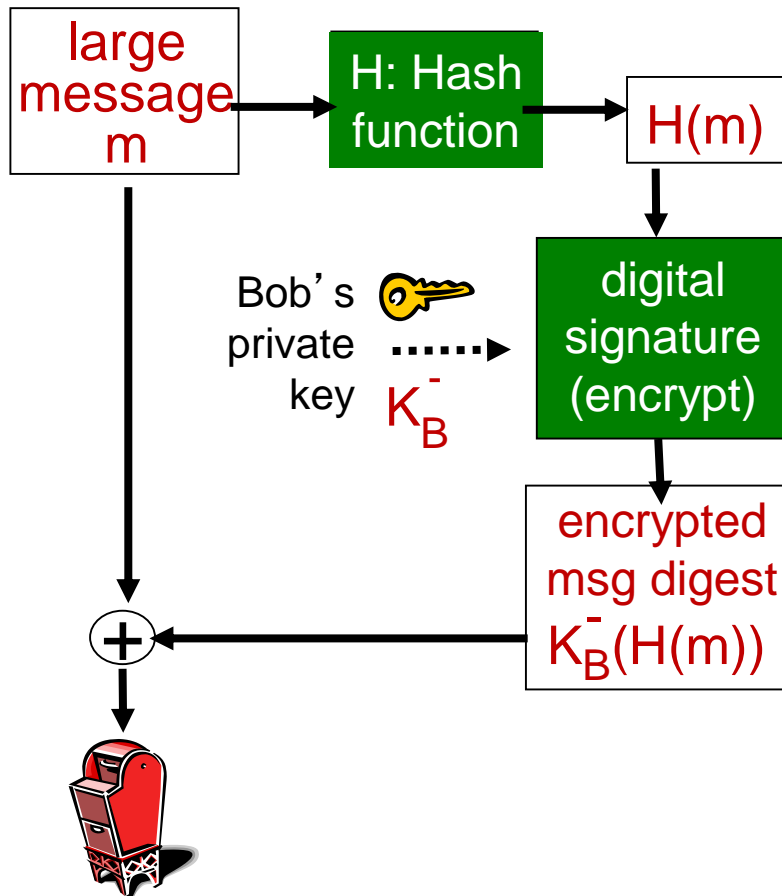 large
message
m
H: Hash
function
H(m)
Bob's
private
key
K_B^-
digital
signature
(encrypt)
encrypted
msg digest
K_B^-(H(m))
+